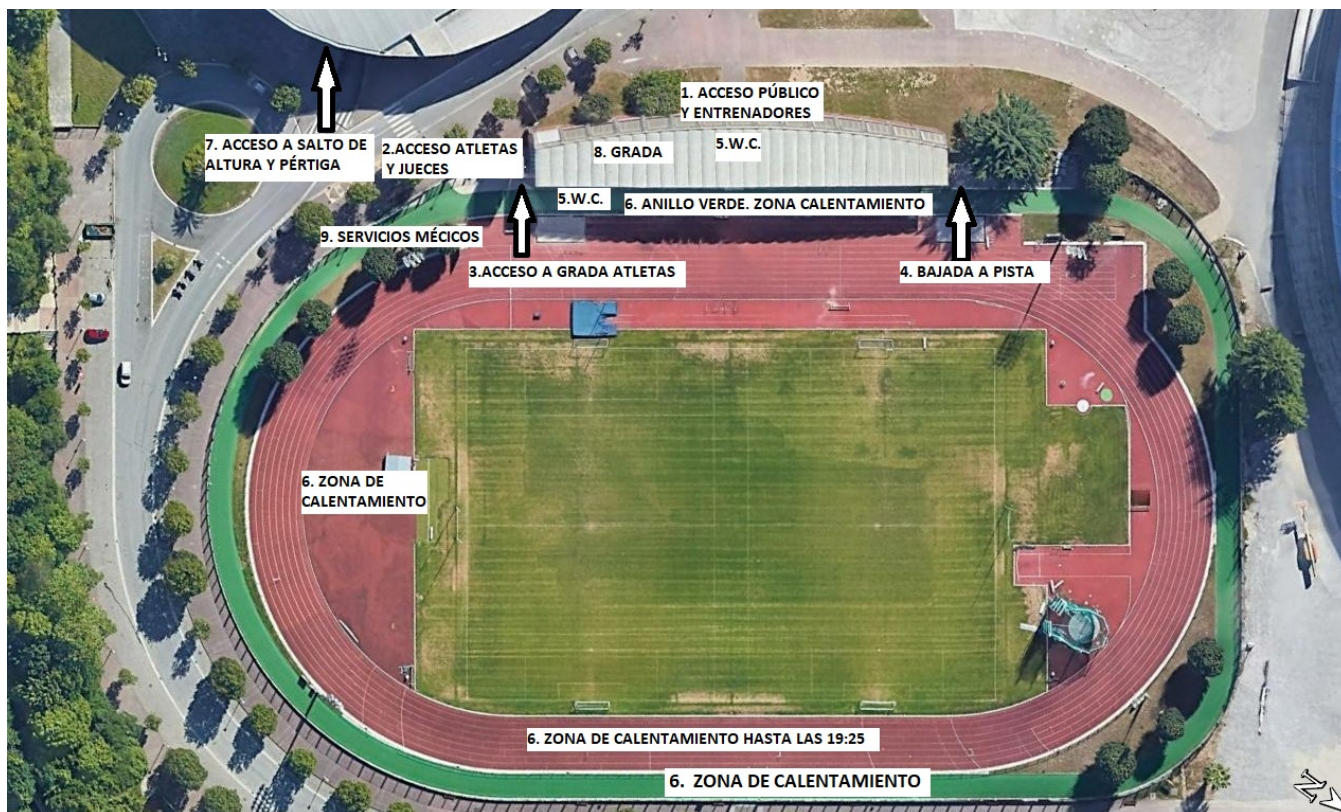 1. ACCESO PÚBLICO
Y ENTRENADORES
7. ACCESO A SALTO DE
ALTURA Y PÉRTIGA
2.ACCESO ATLETAS
Y JUECES
8. GRADA
5.W.C.
5.W.C.
6. ANILLO VERDE. ZONA CALENTAMIENTO
9. SERVICIOS MÉCICOS
3.ACCESO A GRADA ATLETAS
4. BAJADA A PISTA
6. ZONA DE
CALENTAMIENTO
6. ZONA DE CALENTAMIENTO HASTA LAS 19:25
6. ZONA DE CALENTAMIENTO
N